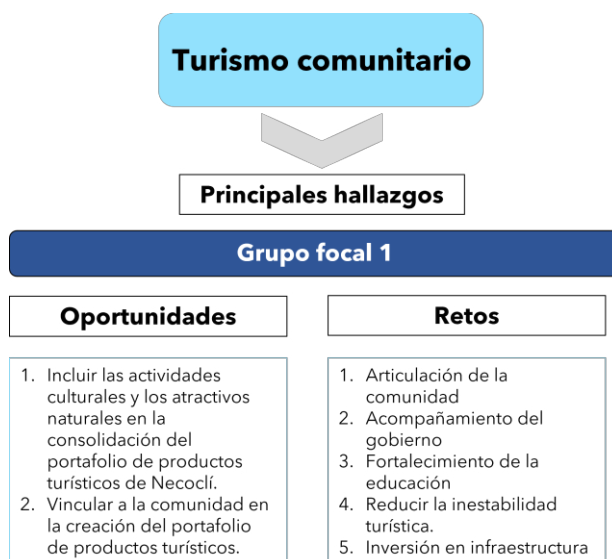 Turismo comunitario
Principales hallazgos
Grupo focal 1
Oportunidades
1. Incluir las actividades
culturales y los atractivos
naturales en la
consolidación del
portafolio de productos
turísticos de Necoclí.
2. Vincular a la comunidad en
la creación del portafolio
de productos turísticos.
Retos
1. Articulación de la
comunidad
2. Acompañamiento del
gobierno
3. Fortalecimiento de la
educación
4. Reducir la inestabilidad
turística.
5. Inversión en infraestructura